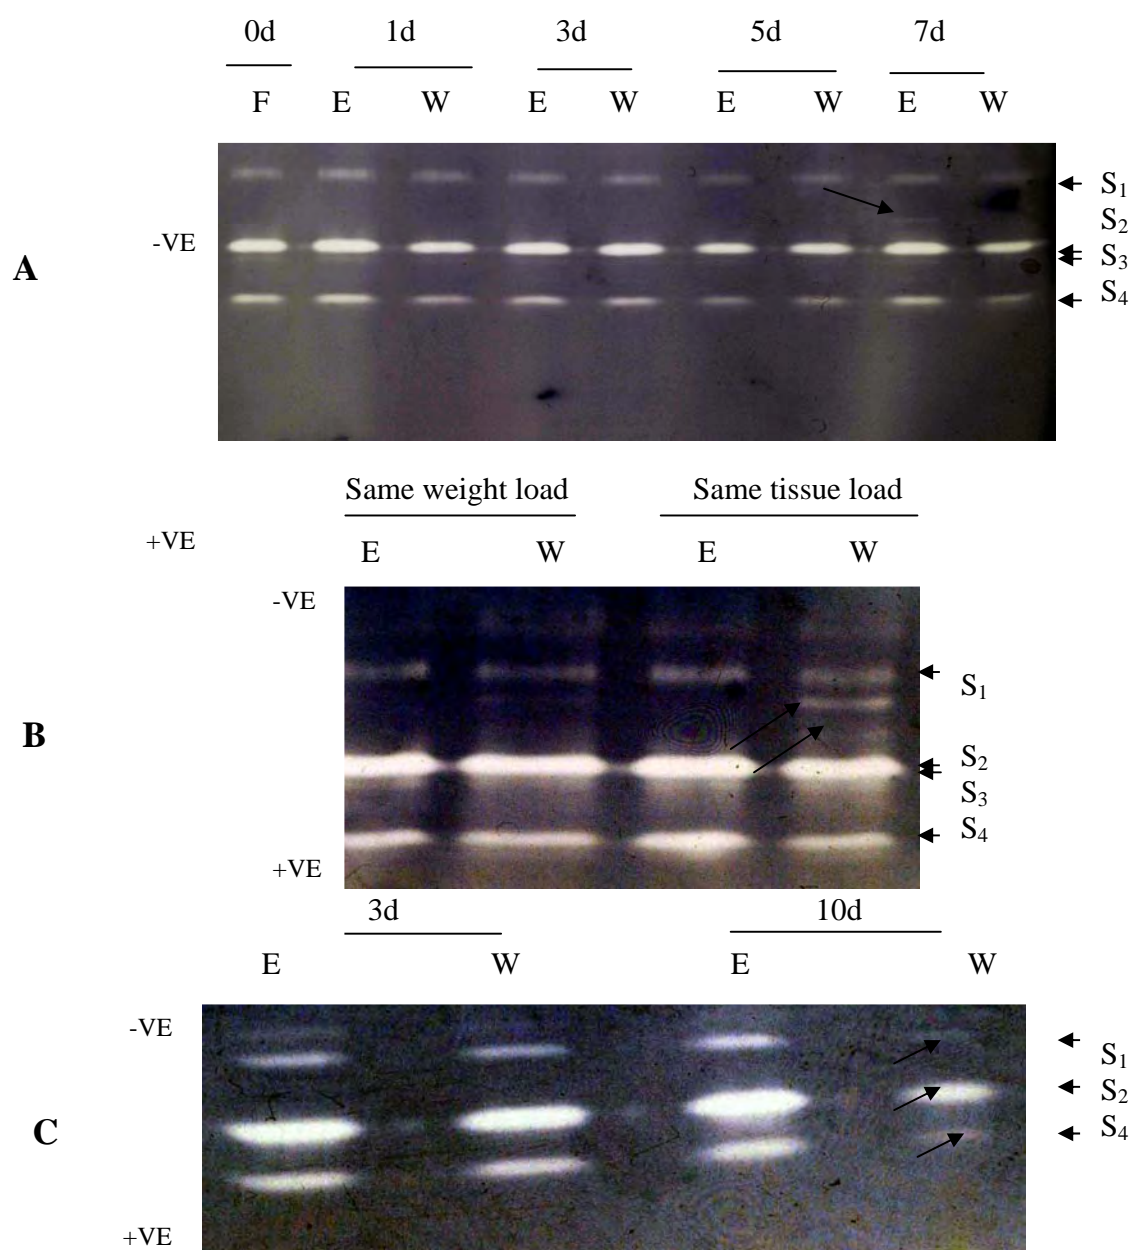 0d 1d 3d 5d 7d
F E W E W E W E W
S1
S2
-VE
A
S3
S4
Same weight load Same tissue load
+VE
E W E W
-VE
S1
B
S2
S3
S4
+VE
3d 10d
E W E W
-VE
S1
S2
C
S4
+VE